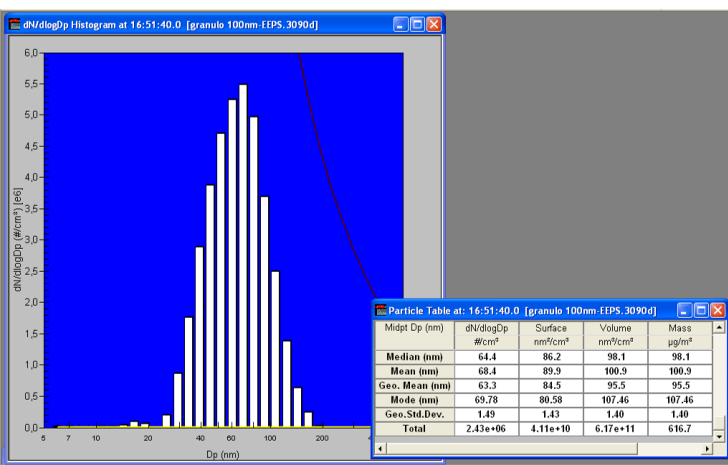 dN/dlogDp Histogram at 16:51:40.0 [granulo 100nm-EEPS.3090d]
6,0
5,5
5,0
4,5
4,0
3,5
3,0
2,5
2,0
1,5
1,0
0,5
0,0
dN/dlogDp (#/cm³) [e6]
5 7 10 20 40 60 100 200
Dp (nm)
Particle Table at: 16:51:40.0 [granulo 100nm-EEPS.3090d]
Midpt Dp (nm) dN/dlogDp Surface Volume Mass
#/cm³ nm²/cm³ nm³/cm³ µg/m³
Median (nm) 64.4 86.2 98.1 98.1
Mean (nm) 68.4 89.9 100.9 100.9
Geo. Mean (nm) 63.3 84.5 95.5 95.5
Mode (nm) 69.78 80.58 107.46 107.46
Geo.Std.Dev. 1.49 1.43 1.40 1.40
Total 2.43e+06 4.11e+10 6.17e+11 616.7